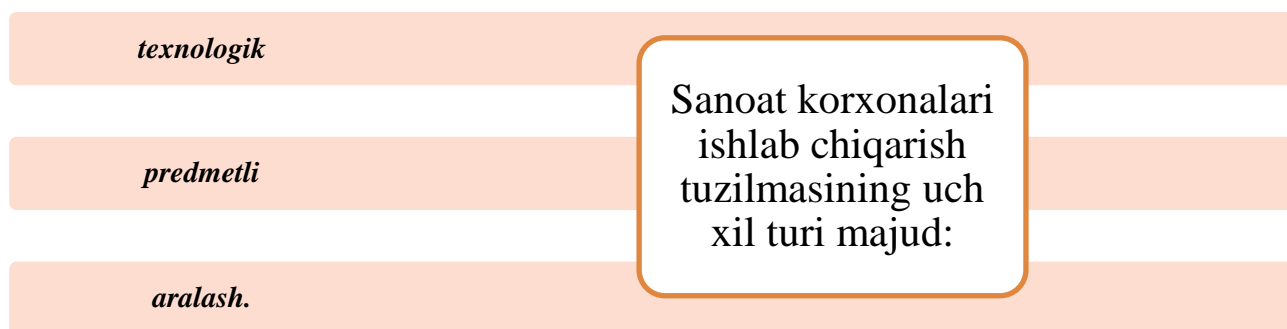 texnologik
predmetli
aralash.
Sanoat korxonalari
ishlab chiqarish
tuzilmasining uch
xil turi majud: